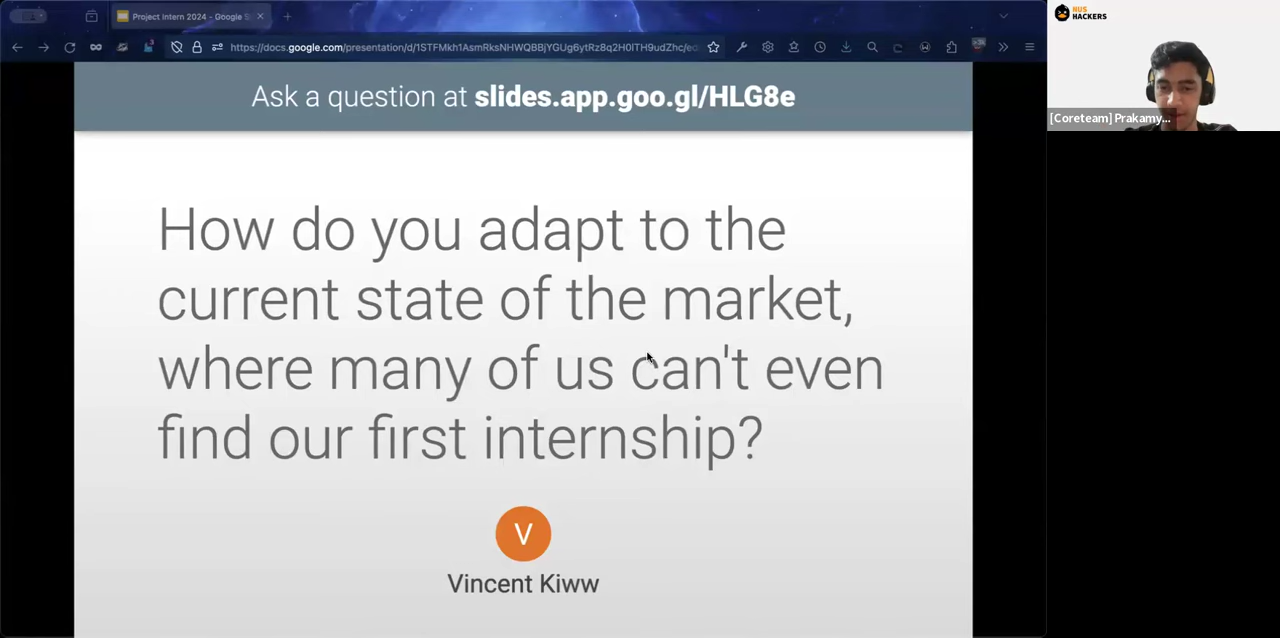 Project Intern 2024 - Google S
https://docs.google.com/presentation/d/1STFMkh1AsmRksNHWQBBjYGUg6ytRz8q2H0lTH9udZhc/ed
NUS
HACKERS
[Coreteam] Prakamy...
Ask a question at slides.app.goo.gl/HLG8e
How do you adapt to the
current state of the market,
where many of us can't even
find our first internship?
V
Vincent Kiww